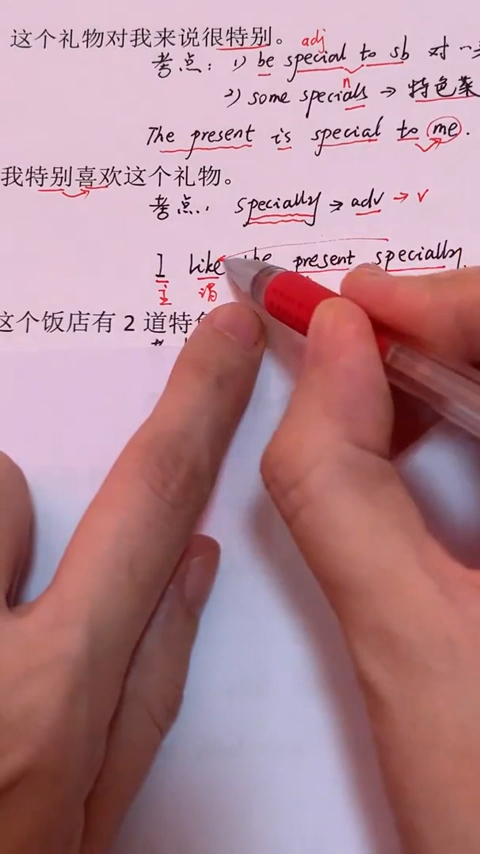 这个礼物对我来说很特别。 adj
考点: 1) be special to sb 对一
n
2) some specials → 特色菜
The present is special to me.
我特别喜欢这个礼物。
考点: specially → adv → v
I like the present specially.
主 谓
这个饭店有 2 道特